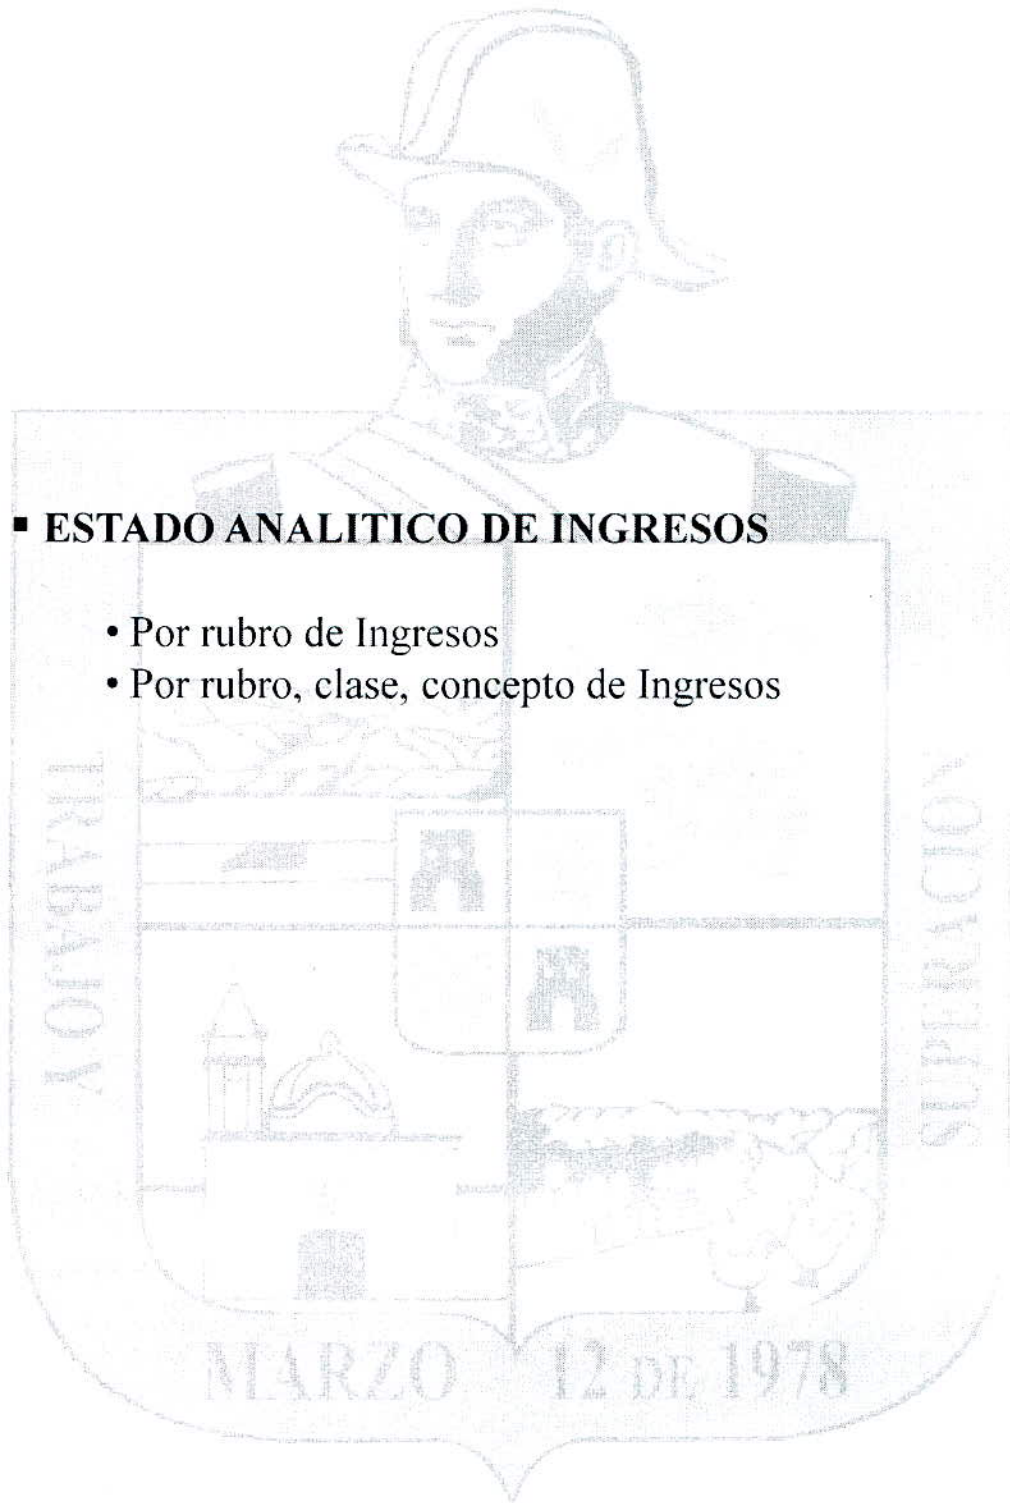 ▪ ESTADO ANALITICO DE INGRESOS
• Por rubro de Ingresos
• Por rubro, clase, concepto de Ingresos
TRABAJO Y
SUPERACION
MARZO 12 DE 1978